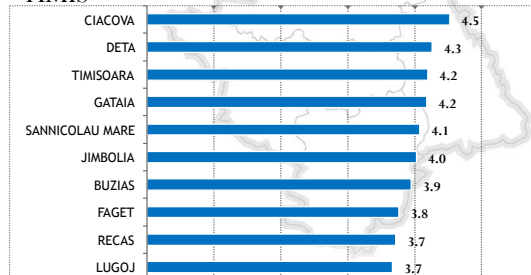 CIACOVA 4.5
DETA 4.3
TIMISOARA 4.2
GATAIA 4.2
SANNICOLAU MARE 4.1
JIMBOLIA 4.0
BUZIAS 3.9
FAGET 3.8
RECAS 3.7
LUGOJ 3.7